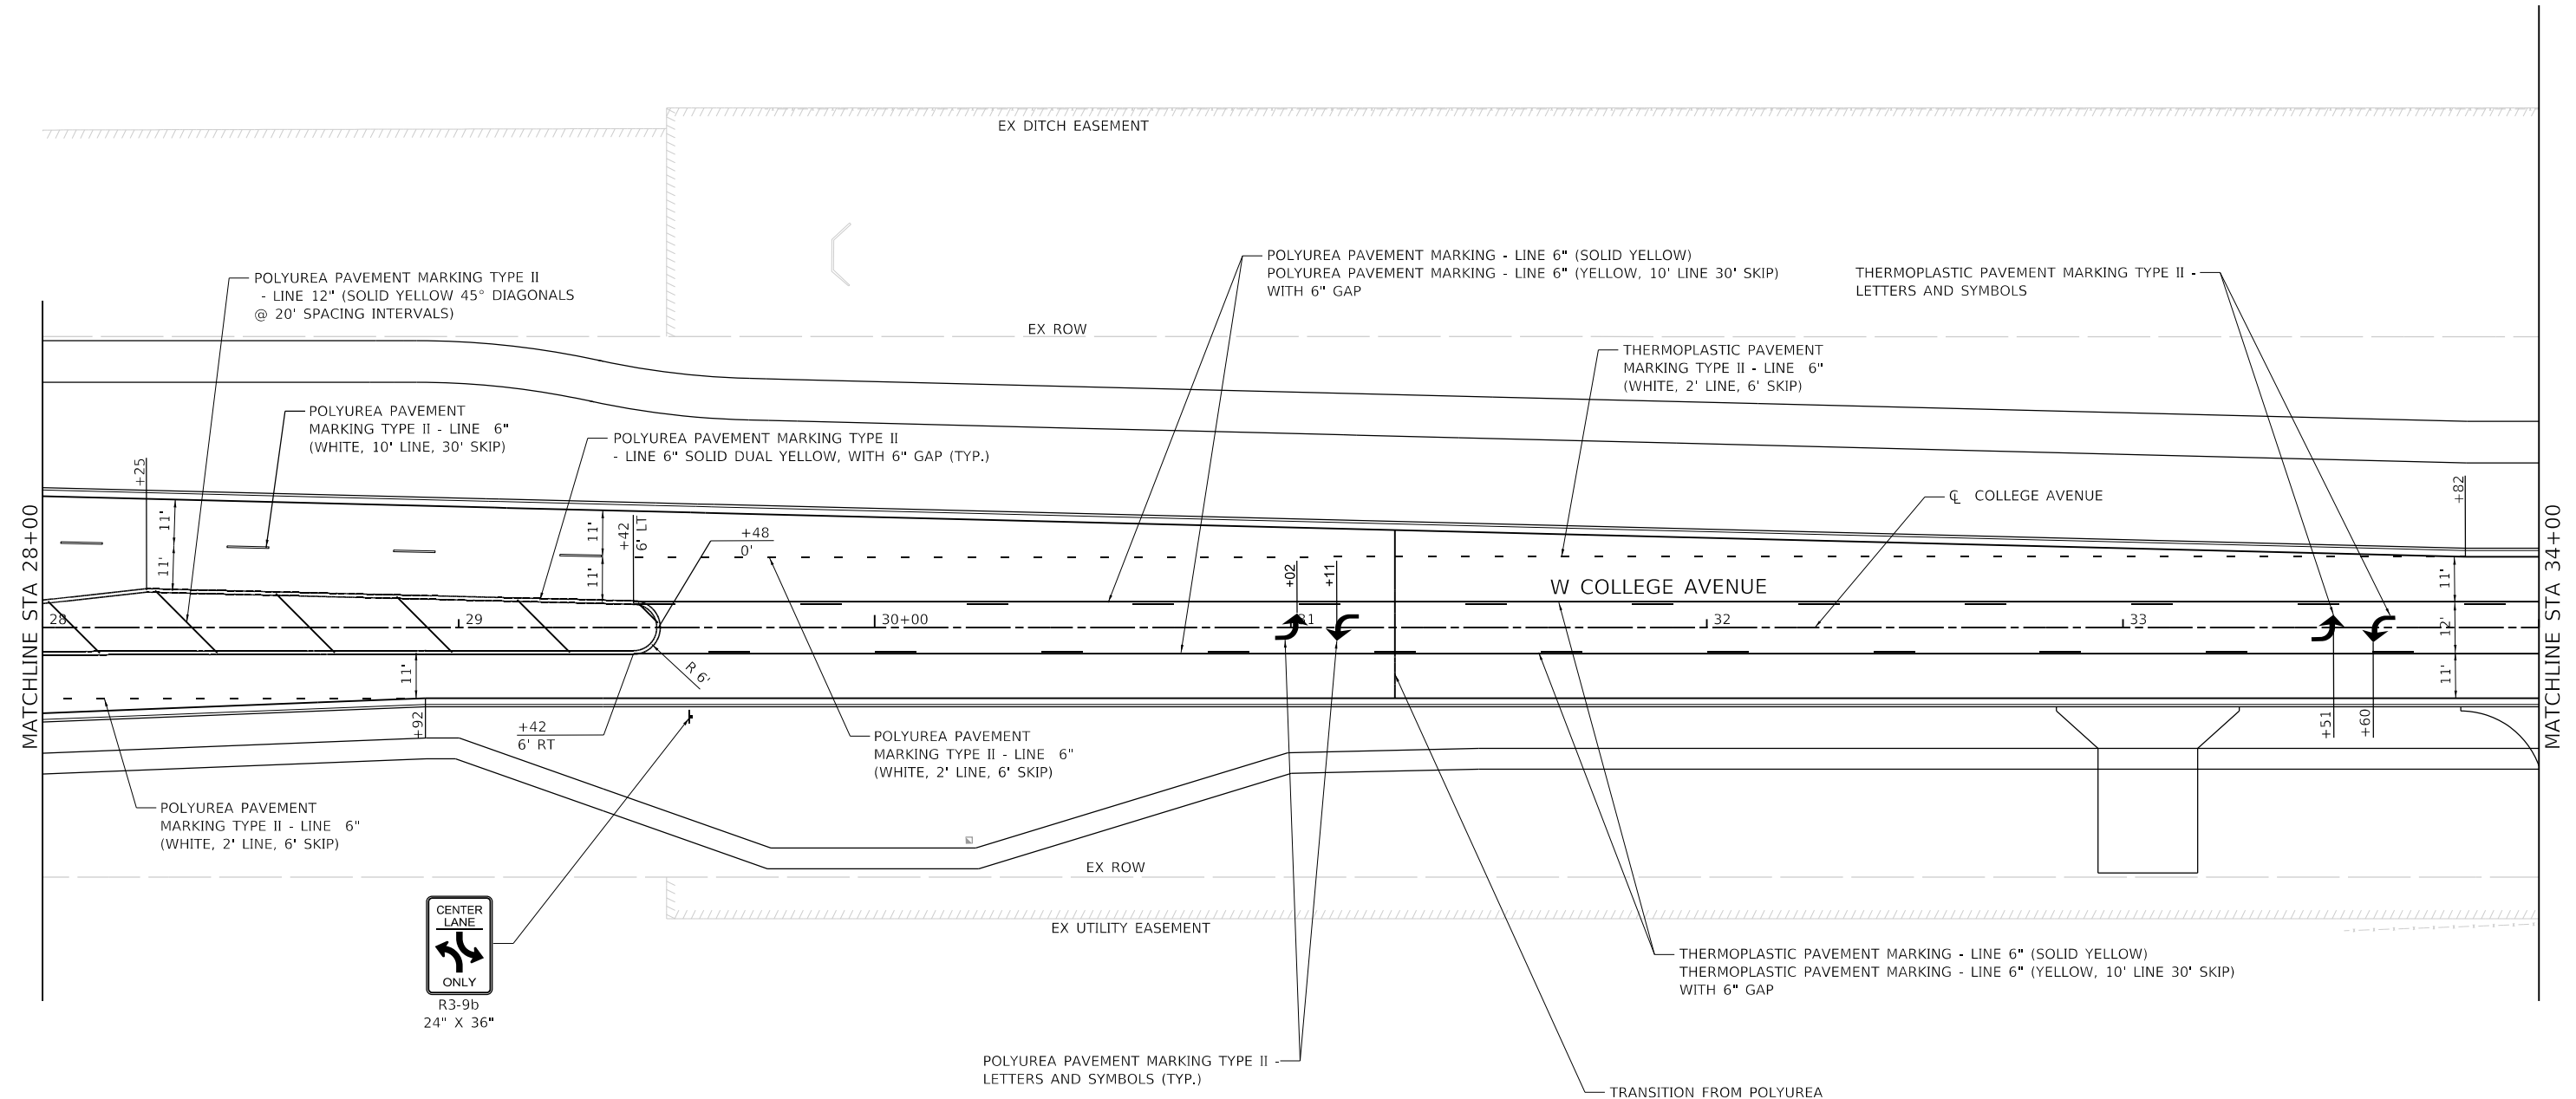 EX DITCH EASEMENT
POLYUREA PAVEMENT MARKING TYPE II
- LINE 12" (SOLID YELLOW 45° DIAGONALS
@ 20' SPACING INTERVALS)
POLYUREA PAVEMENT MARKING - LINE 6" (SOLID YELLOW)
POLYUREA PAVEMENT MARKING - LINE 6" (YELLOW, 10' LINE 30' SKIP)
WITH 6" GAP
THERMOPLASTIC PAVEMENT MARKING TYPE II -
LETTERS AND SYMBOLS
EX ROW
THERMOPLASTIC PAVEMENT
MARKING TYPE II - LINE 6"
(WHITE, 2' LINE, 6' SKIP)
POLYUREA PAVEMENT
MARKING TYPE II - LINE 6"
(WHITE, 10' LINE, 30' SKIP)
POLYUREA PAVEMENT MARKING TYPE II
- LINE 6" SOLID DUAL YELLOW, WITH 6" GAP (TYP.)
+25
+82
℄ COLLEGE AVENUE
MATCHLINE STA 28+00
MATCHLINE STA 34+00
11'
11'
11'
11'
+42
6' LT
+48
0'
+02
+11
W COLLEGE AVENUE
11'
12'
11'
28
29
30+00
31
32
33
11'
R 6'
+92
+42
6' RT
+51
+60
POLYUREA PAVEMENT
MARKING TYPE II - LINE 6"
(WHITE, 2' LINE, 6' SKIP)
POLYUREA PAVEMENT
MARKING TYPE II - LINE 6"
(WHITE, 2' LINE, 6' SKIP)
EX ROW
CENTER
LANE
ONLY
R3-9b
24" X 36"
EX UTILITY EASEMENT
THERMOPLASTIC PAVEMENT MARKING - LINE 6" (SOLID YELLOW)
THERMOPLASTIC PAVEMENT MARKING - LINE 6" (YELLOW, 10' LINE 30' SKIP)
WITH 6" GAP
POLYUREA PAVEMENT MARKING TYPE II -
LETTERS AND SYMBOLS (TYP.)
TRANSITION FROM POLYUREA